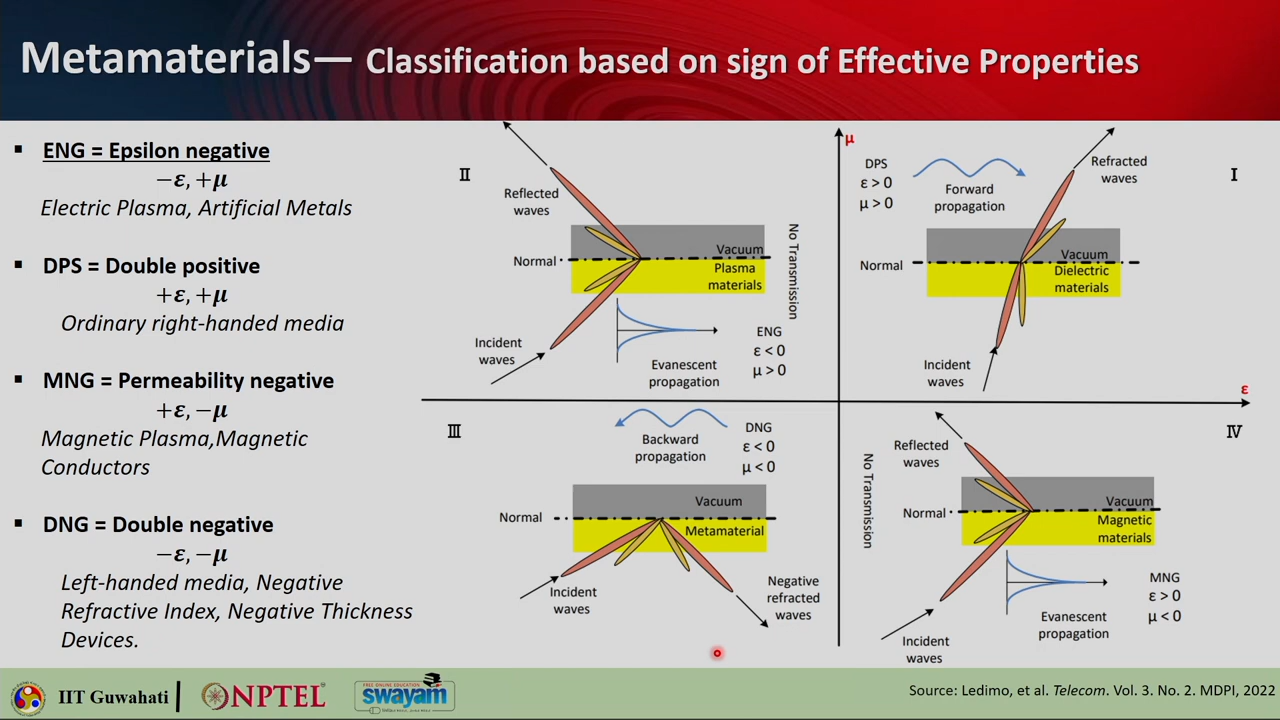 Metamaterials— Classification based on sign of Effective Properties
▪ ENG = Epsilon negative
−ε, +μ
Electric Plasma, Artificial Metals
▪ DPS = Double positive
+ε, +μ
Ordinary right-handed media
▪ MNG = Permeability negative
+ε, −μ
Magnetic Plasma,Magnetic
Conductors
▪ DNG = Double negative
−ε, −μ
Left-handed media, Negative
Refractive Index, Negative Thickness
Devices.
μ
ε
II
Reflected
waves
Normal
Vacuum
Plasma
materials
No Transmission
Incident
waves
Evanescent
propagation
ENG
ε < 0
μ > 0
I
DPS
ε > 0
μ > 0
Forward
propagation
Refracted
waves
Normal
Vacuum
Dielectric
materials
Incident
waves
III
Backward
propagation
DNG
ε < 0
μ < 0
Normal
Vacuum
Metamaterial
Incident
waves
Negative
refracted
waves
IV
No Transmission
Reflected
waves
Normal
Vacuum
Magnetic
materials
Incident
waves
Evanescent
propagation
MNG
ε > 0
μ < 0
IIT Guwahati
NPTEL
FREE ONLINE EDUCATION
swayam
Source: Ledimo, et al. Telecom. Vol. 3. No. 2. MDPI, 2022